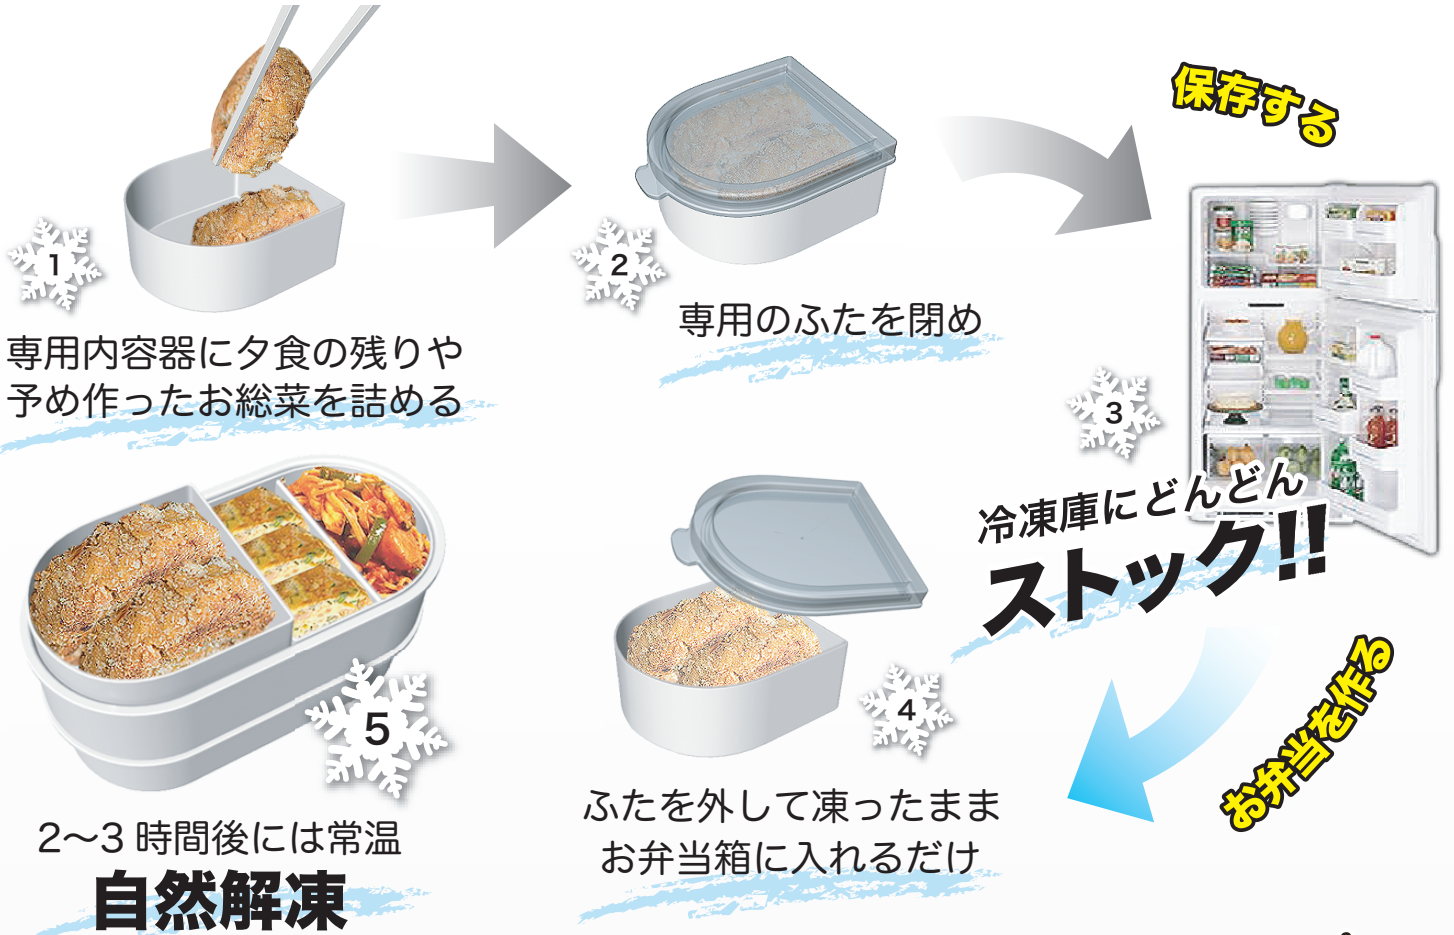 1
専用内容器に夕食の残りや
予め作ったお総菜を詰める
2
専用のふたを閉め
保存する
3
冷凍庫にどんどん
ストック!!
お弁当を作る
4
ふたを外して凍ったまま
お弁当箱に入れるだけ
5
2〜3 時間後には常温
自然解凍